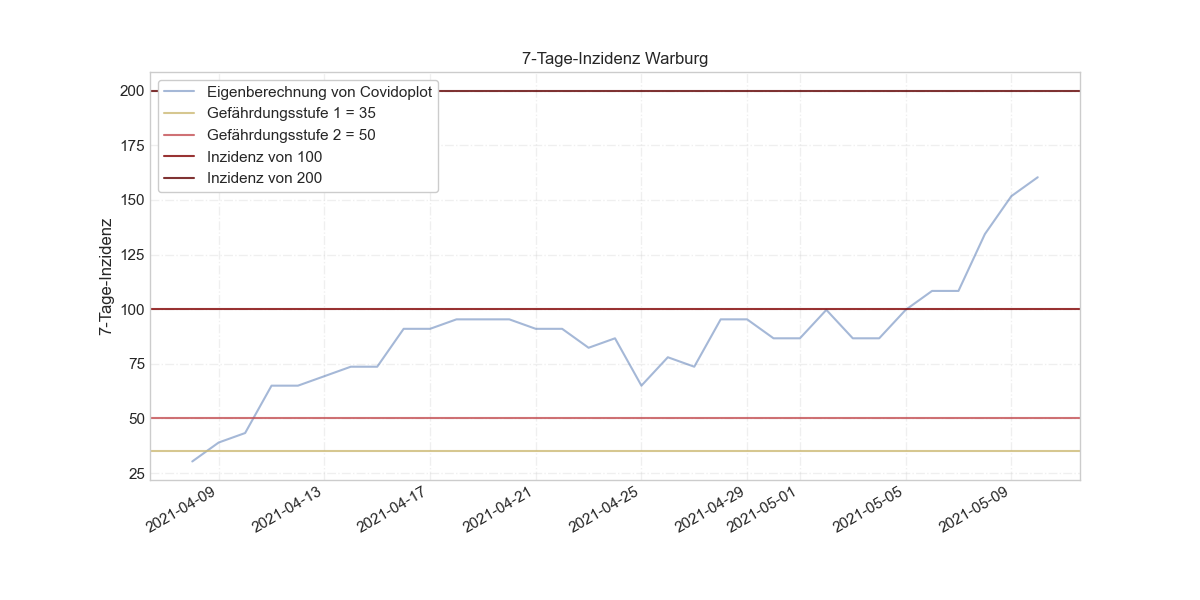 7-Tage-Inzidenz Warburg
200
175
150
125
100
75
50
25
7-Tage-Inzidenz
Eigenberechnung von Covidoplot
Gefährdungsstufe 1 = 35
Gefährdungsstufe 2 = 50
Inzidenz von 100
Inzidenz von 200
2021-04-09
2021-04-13
2021-04-17
2021-04-21
2021-04-25
2021-04-29
2021-05-01
2021-05-05
2021-05-09